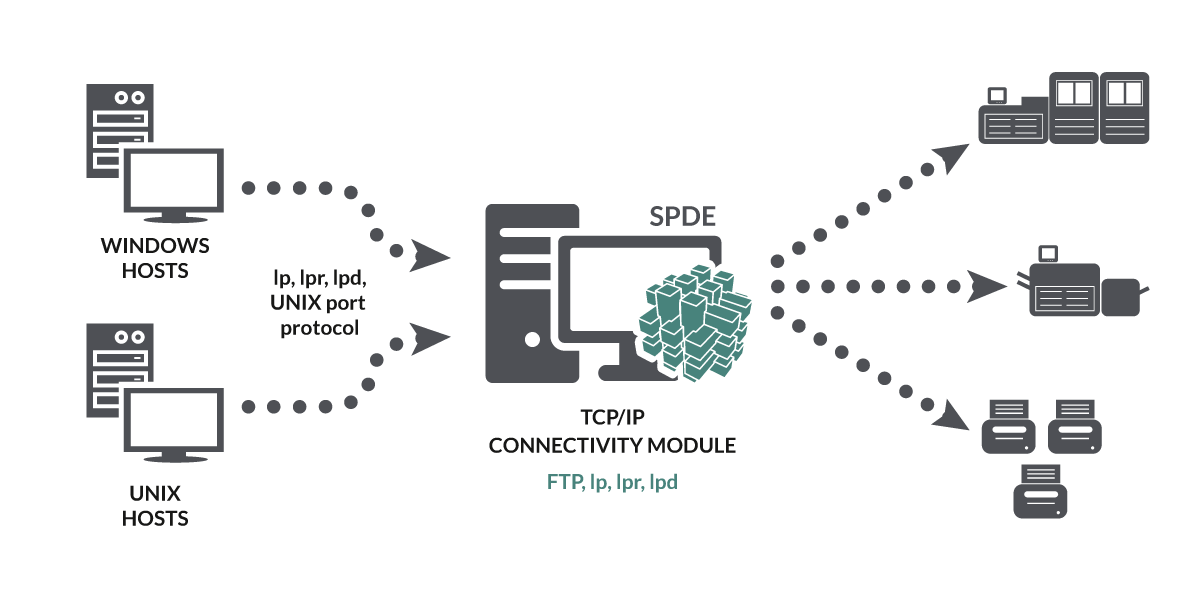 WINDOWS
HOSTS
lp, lpr, lpd,
UNIX port
protocol
UNIX
HOSTS
SPDE
TCP/IP
CONNECTIVITY MODULE
FTP, lp, lpr, lpd